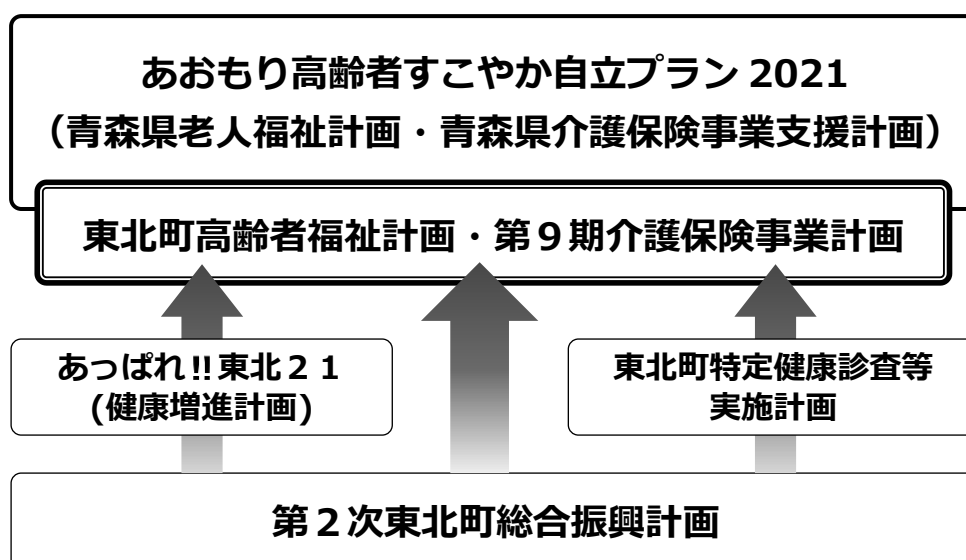 あおもり高齢者すこやか自立プラン 2021
（青森県老人福祉計画・青森県介護保険事業支援計画）
東北町高齢者福祉計画・第９期介護保険事業計画
あっぱれ!!東北２１
(健康増進計画)
東北町特定健康診査等
実施計画
第２次東北町総合振興計画